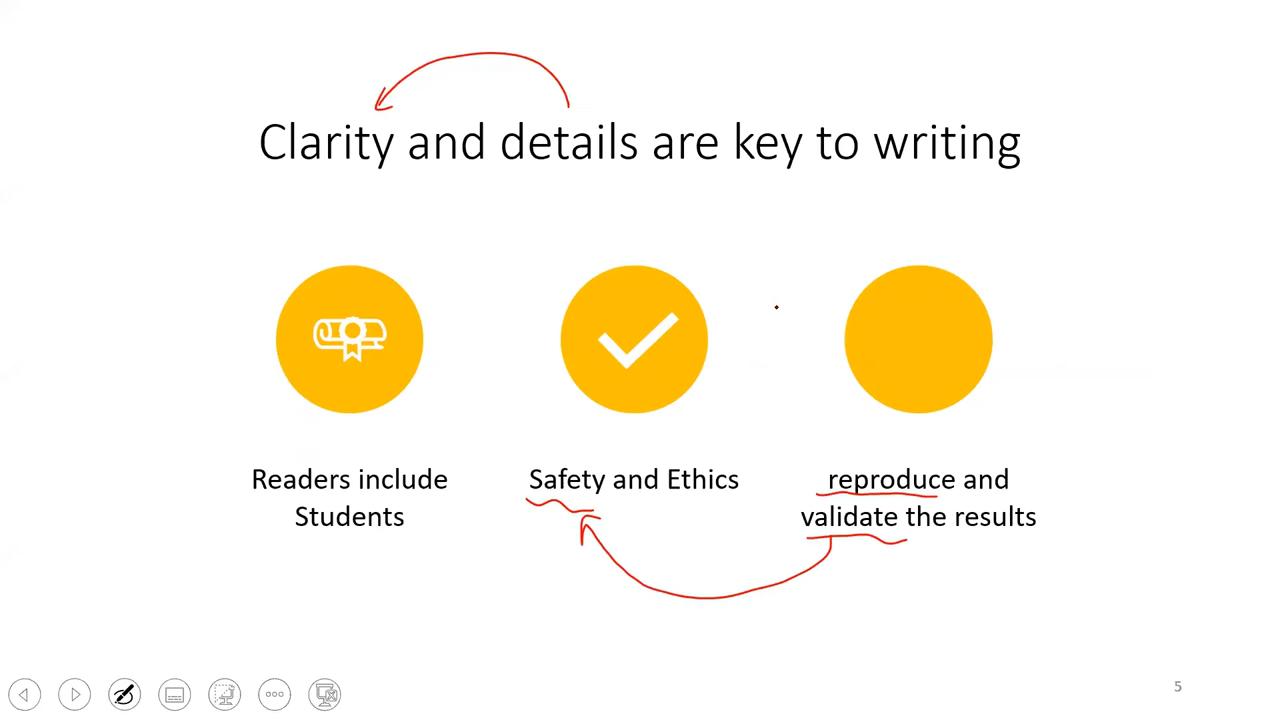 Clarity and details are key to writing
Readers include
Students
Safety and Ethics
reproduce and
validate the results
5